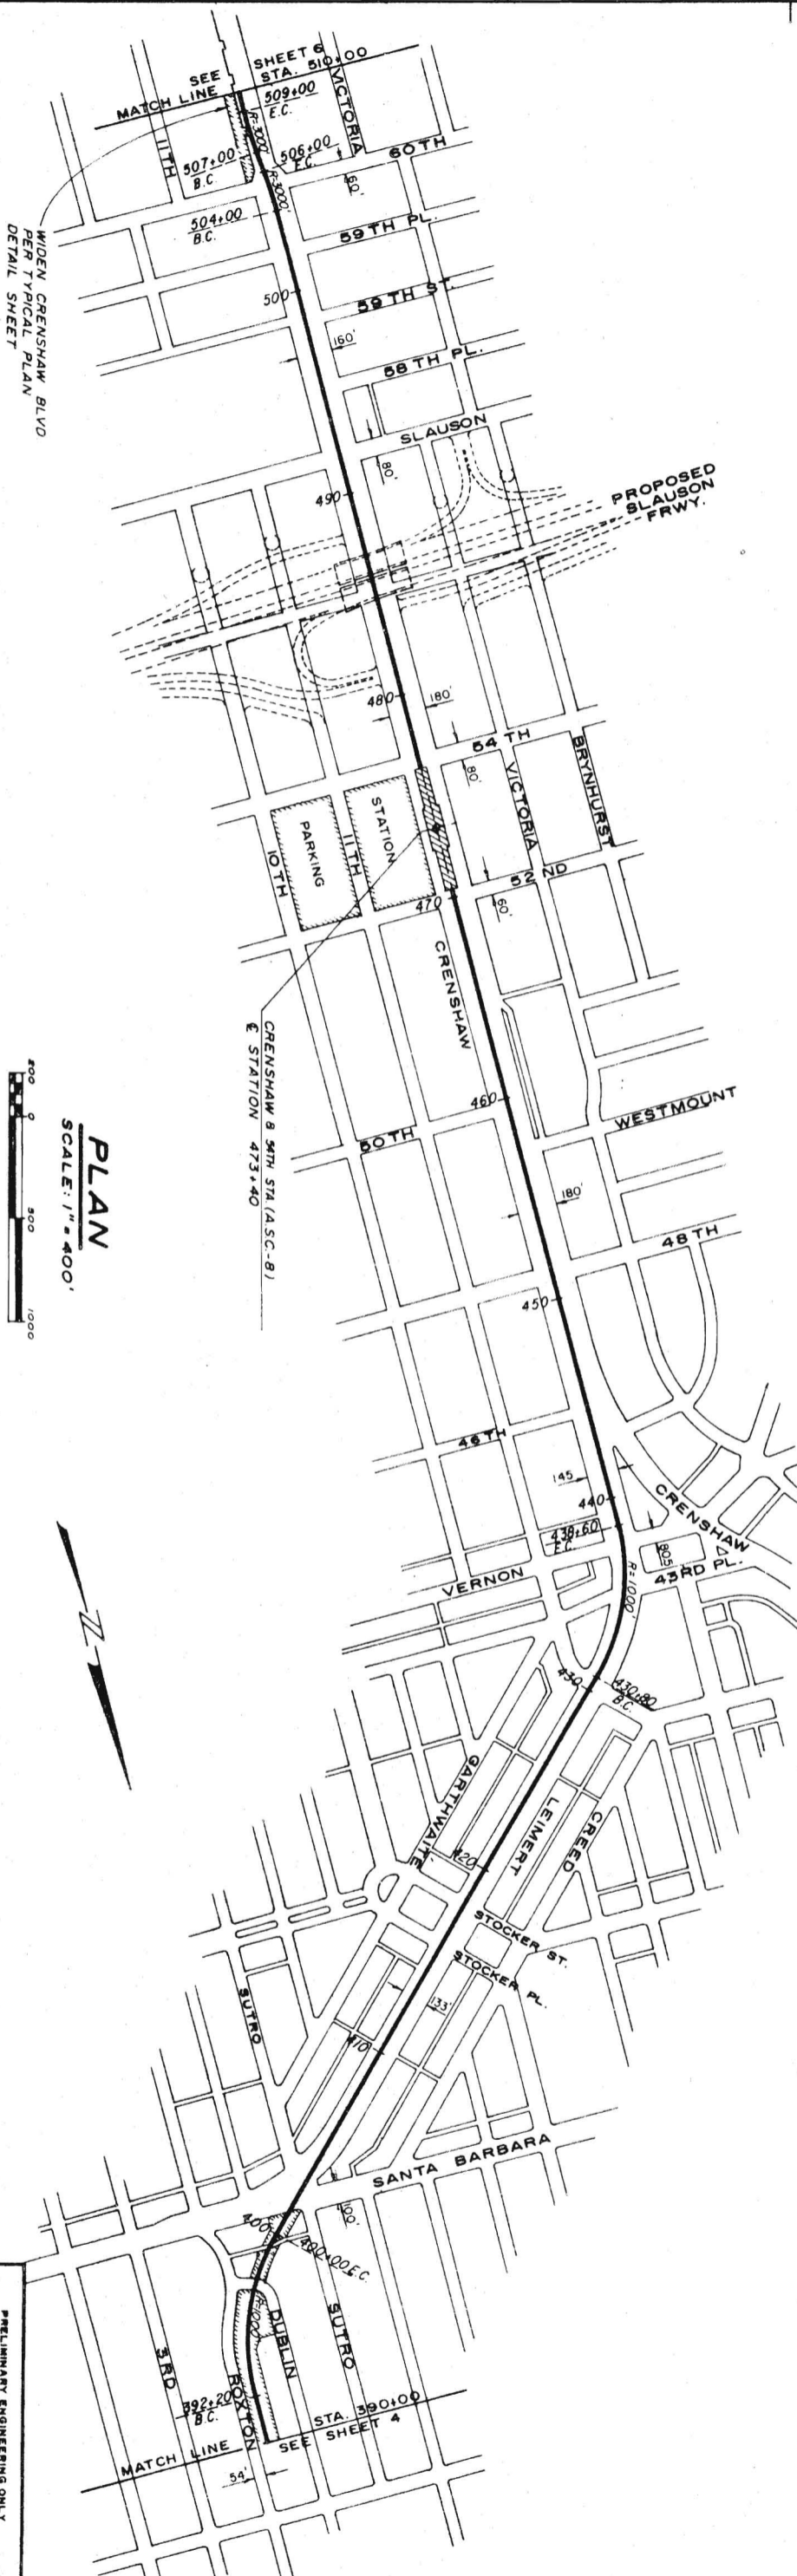 SEE SHEET 6
MATCH LINE STA. 510+00
509+00
E.C.
VICTORIA
R=3000'
11TH
507+00
B.C.
506+00
E.C.
R=3000'
60TH
60'
504+00
B.C.
59TH PL.
WIDEN CRENSHAW BLVD
PER TYPICAL PLAN
DETAIL SHEET
500
59TH ST.
160'
58TH PL.
SLAUSON
80'
490
PROPOSED
SLAUSON
FRWY.
480
180'
54TH
80'
VICTORIA
BRYNHURST
STATION
PARKING
11TH
10TH
52ND
60'
470
CRENSHAW
CRENSHAW & 54TH STA. (A.S.C.-8)
℄ STATION 473+40
460
WESTMOUNT
50TH
180'
PLAN
SCALE: 1" = 400'
200 0 500 1000
48TH
450
46TH
145
440
CRENSHAW
438+60
E.C.
80.5
43RD PL.
VERNON
R=1000'
430
430+80
B.C.
Z
GARTHWAITE
LEIMERT
CREED
420
STOCKER ST.
STOCKER PL.
SUTRO
133'
410
SANTA BARBARA
100'
400
400+00 E.C.
R=1000'
DUBLIN
SUTRO
3RD
ROXTON
392+20
B.C.
STA. 390+00
MATCH LINE SEE SHEET 4
54'
PRELIMINARY ENGINEERING ONLY